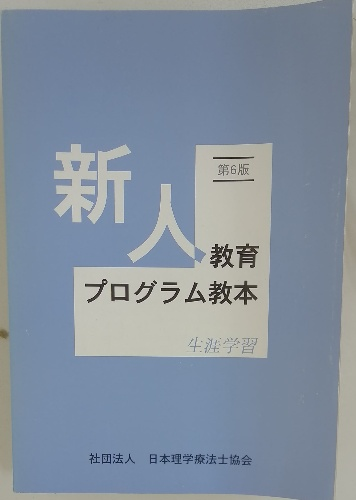 第6版
新人教育
プログラム教本
生涯学習
社団法人 日本理学療法士協会